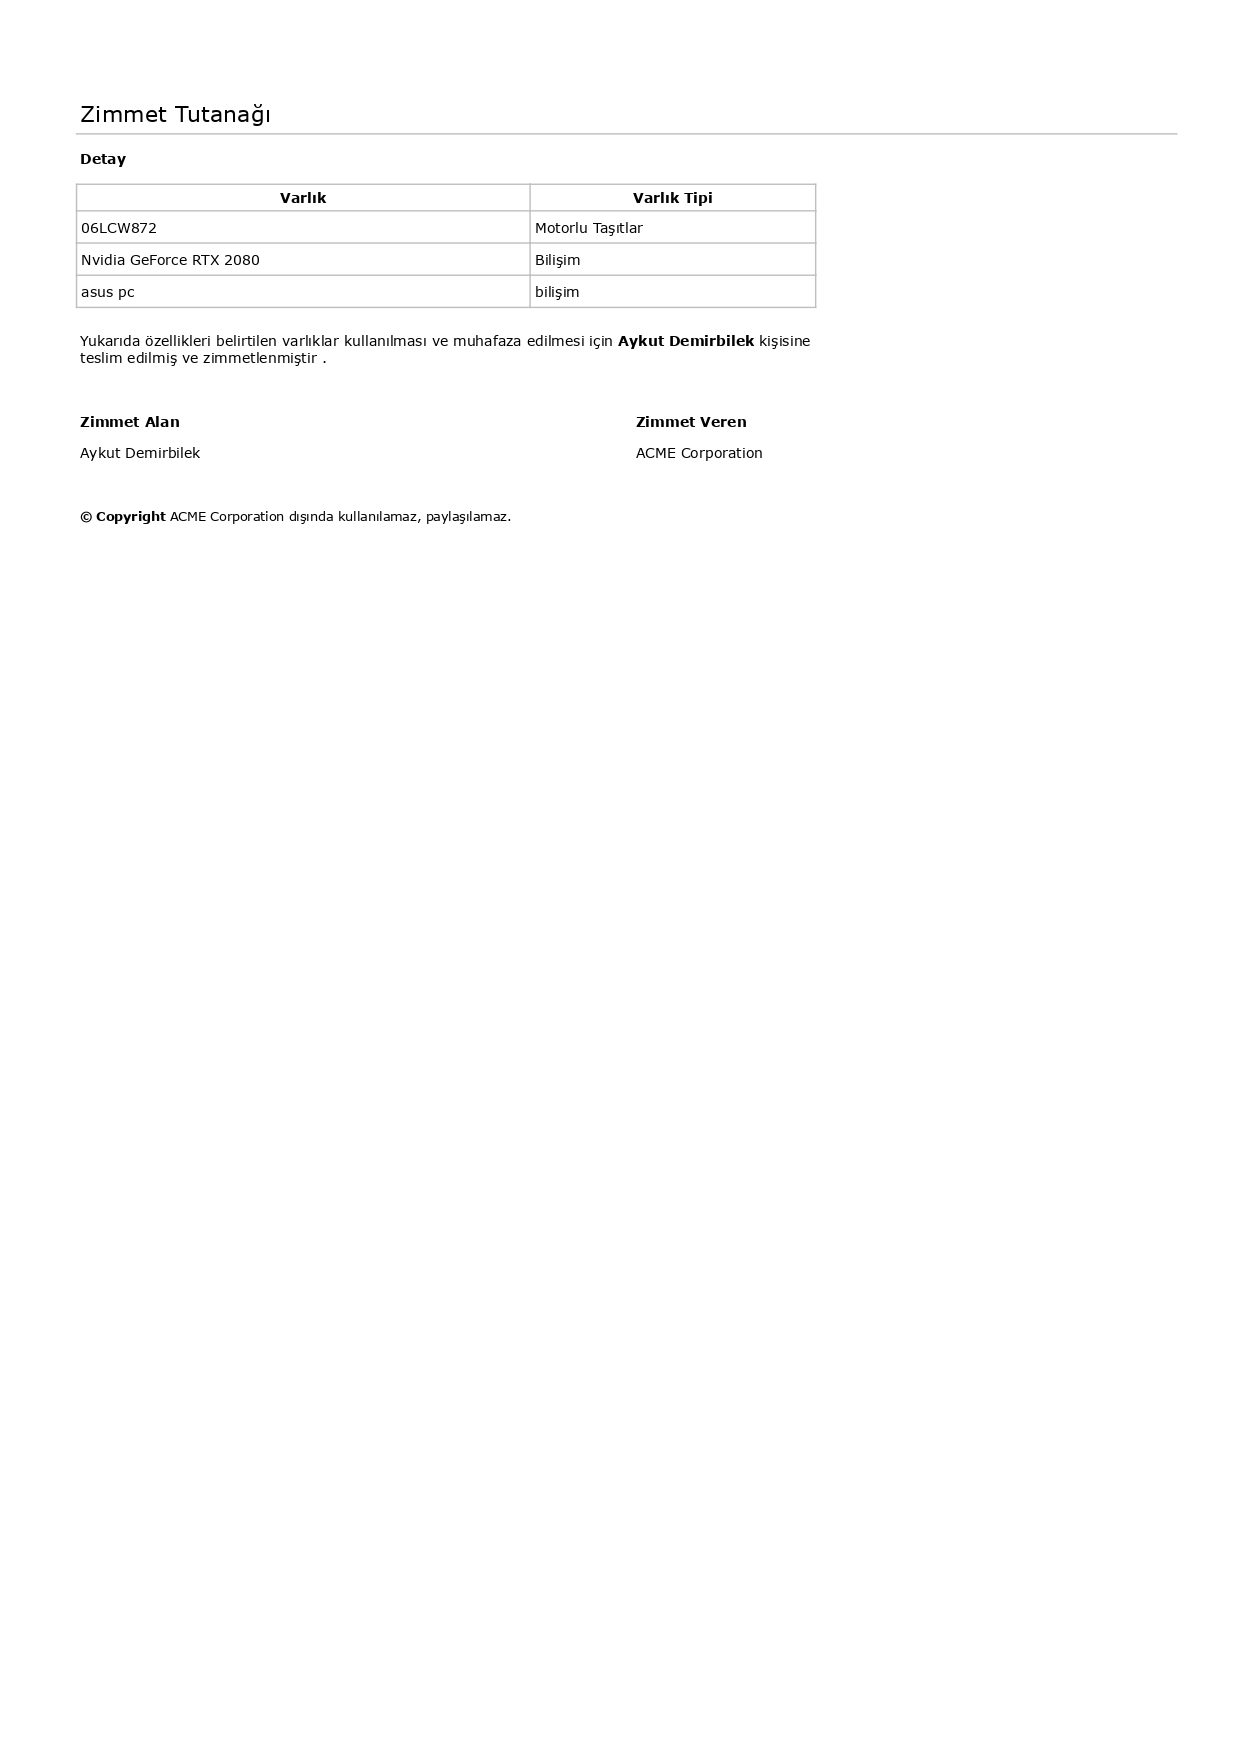 Zimmet Tutanağı
Detay
Varlık Varlık Tipi
06LCW872 Motorlu Taşıtlar
Nvidia GeForce RTX 2080 Bilişim
asus pc bilişim
Yukarıda özellikleri belirtilen varlıklar kullanılması ve muhafaza edilmesi için Aykut Demirbilek kişisine
teslim edilmiş ve zimmetlenmiştir .
Zimmet Alan Zimmet Veren
Aykut Demirbilek ACME Corporation
© Copyright ACME Corporation dışında kullanılamaz, paylaşılamaz.